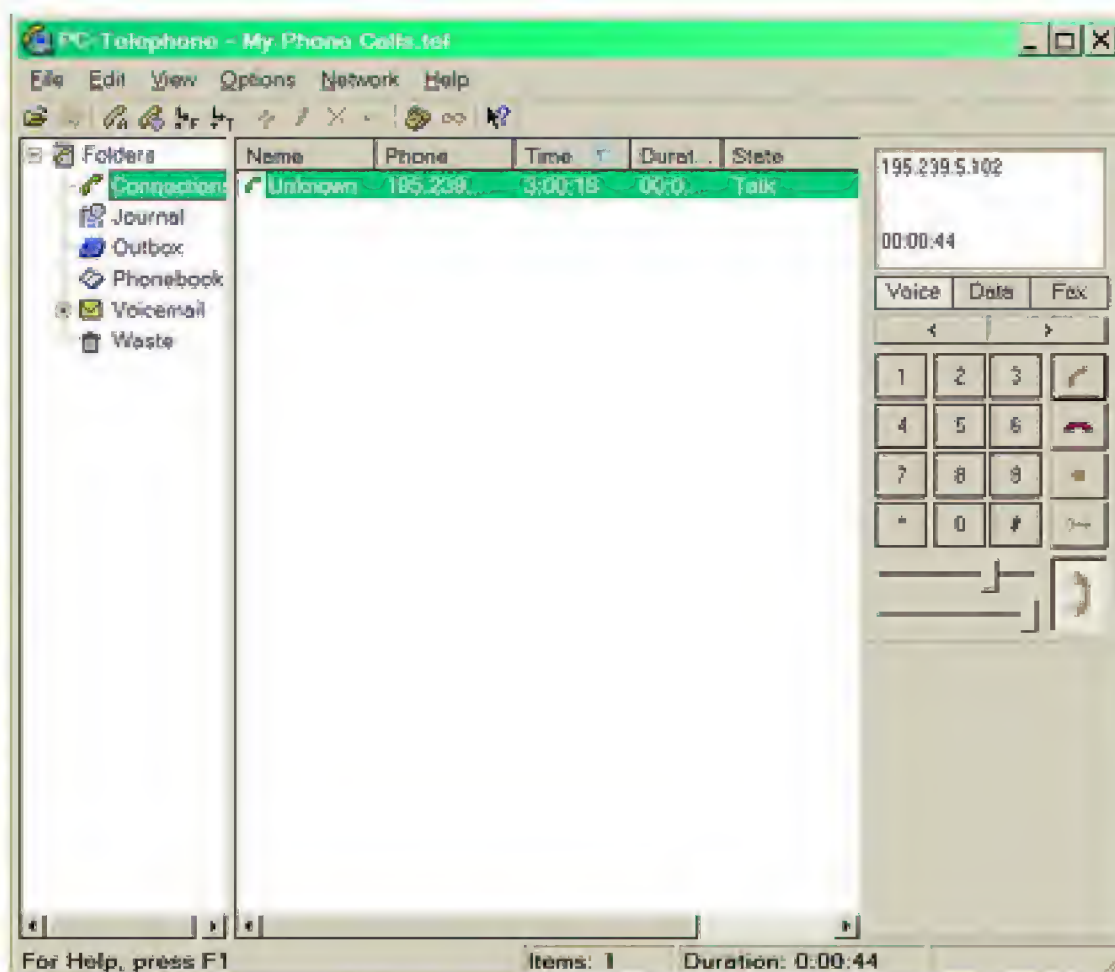 PC-Telephone - My Phone Calls.tef
File Edit View Options Network Help
Folders
Connections
Journal
Outbox
Phonebook
Voicemail
Waste
Name Phone Time Durat... State
Unknown 195.239... 3:00:18 00:0... Talk
195.239.5.102
00:00:44
Voice Data Fax
< >
1 2 3
4 5 6
7 8 9
* 0 #
For Help, press F1 Items: 1 Duration: 0:00:44